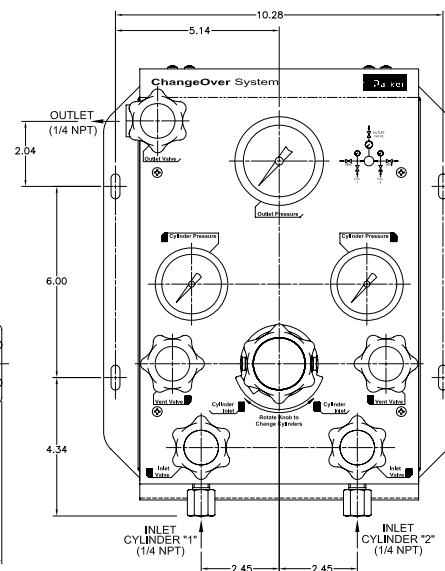 10.28
5.14
ChangeOver System
Parker
OUTLET
(1/4 NPT)
2.04
Outlet Valve
OUTLET
VALVE
Outlet Pressure
Cylinder Pressure
Cylinder Pressure
6.00
Vent Valve
Vent Valve
Cylinder
Inlet
Cylinder
Inlet
Rotate Knob to
Change Cylinders
4.34
Inlet
Valve
Inlet
Valve
INLET
CYLINDER "1"
(1/4 NPT)
INLET
CYLINDER "2"
(1/4 NPT)
2.45
2.45